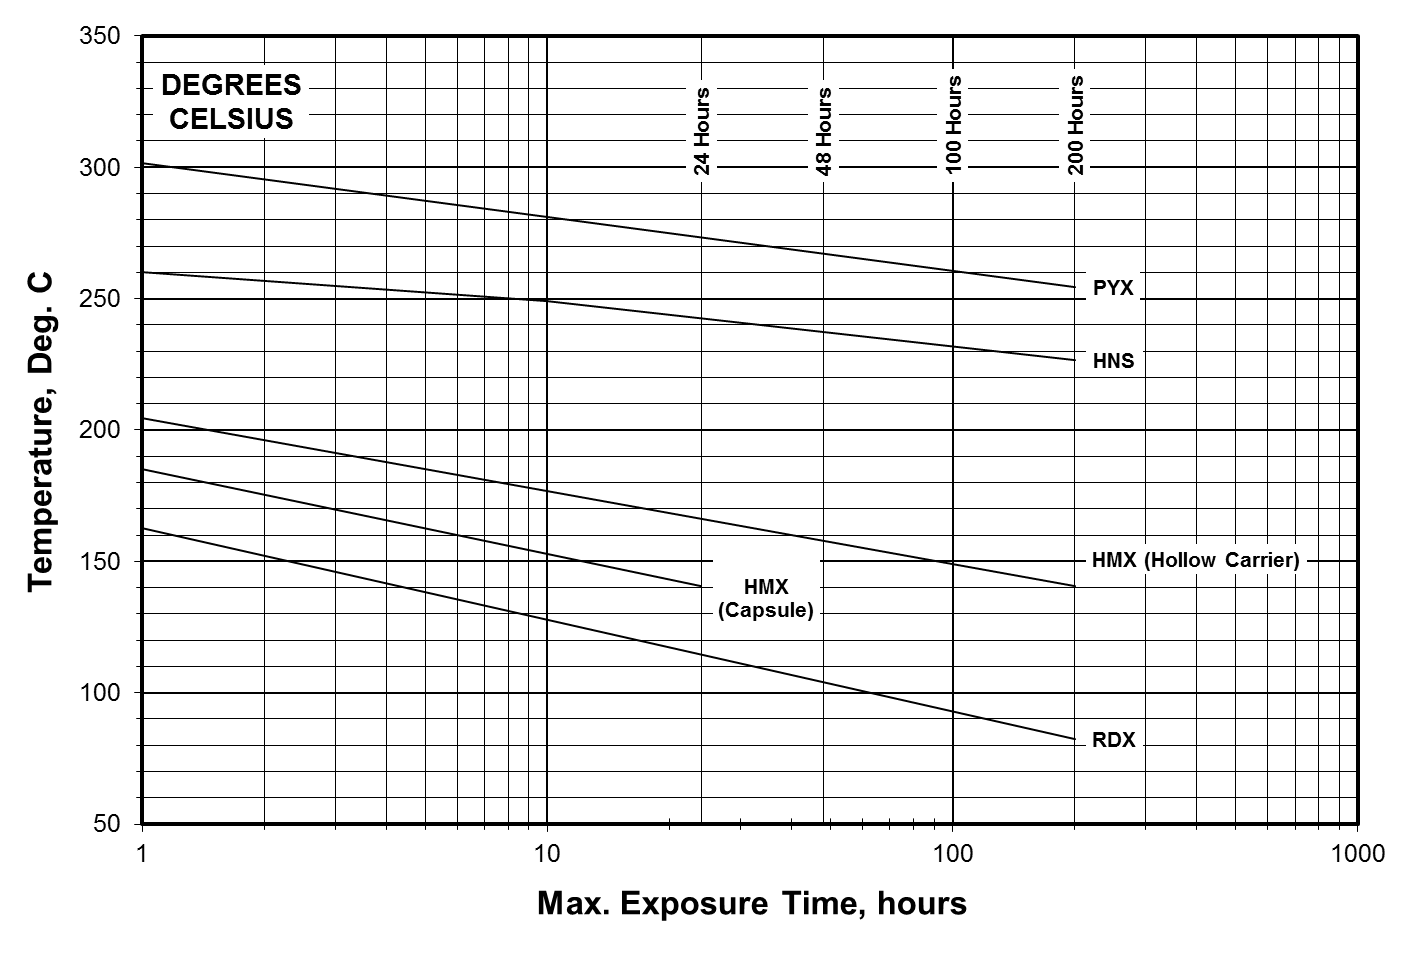 350
DEGREES
CELSIUS
24 Hours
48 Hours
100 Hours
200 Hours
300
PYX
250
HNS
200
HMX (Hollow Carrier)
150
HMX
(Capsule)
100
RDX
50
Temperature, Deg. C
1
10
100
1000
Max. Exposure Time, hours